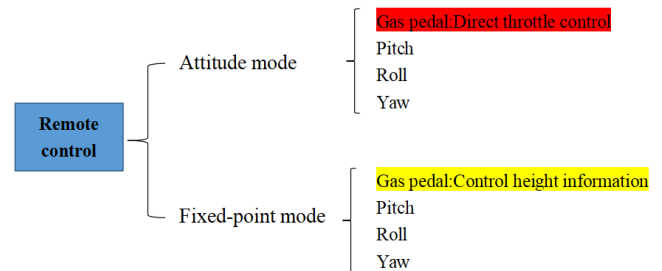 Remote
control
Attitude mode
Gas pedal:Direct throttle control
Pitch
Roll
Yaw
Fixed-point mode
Gas pedal:Control height information
Pitch
Roll
Yaw